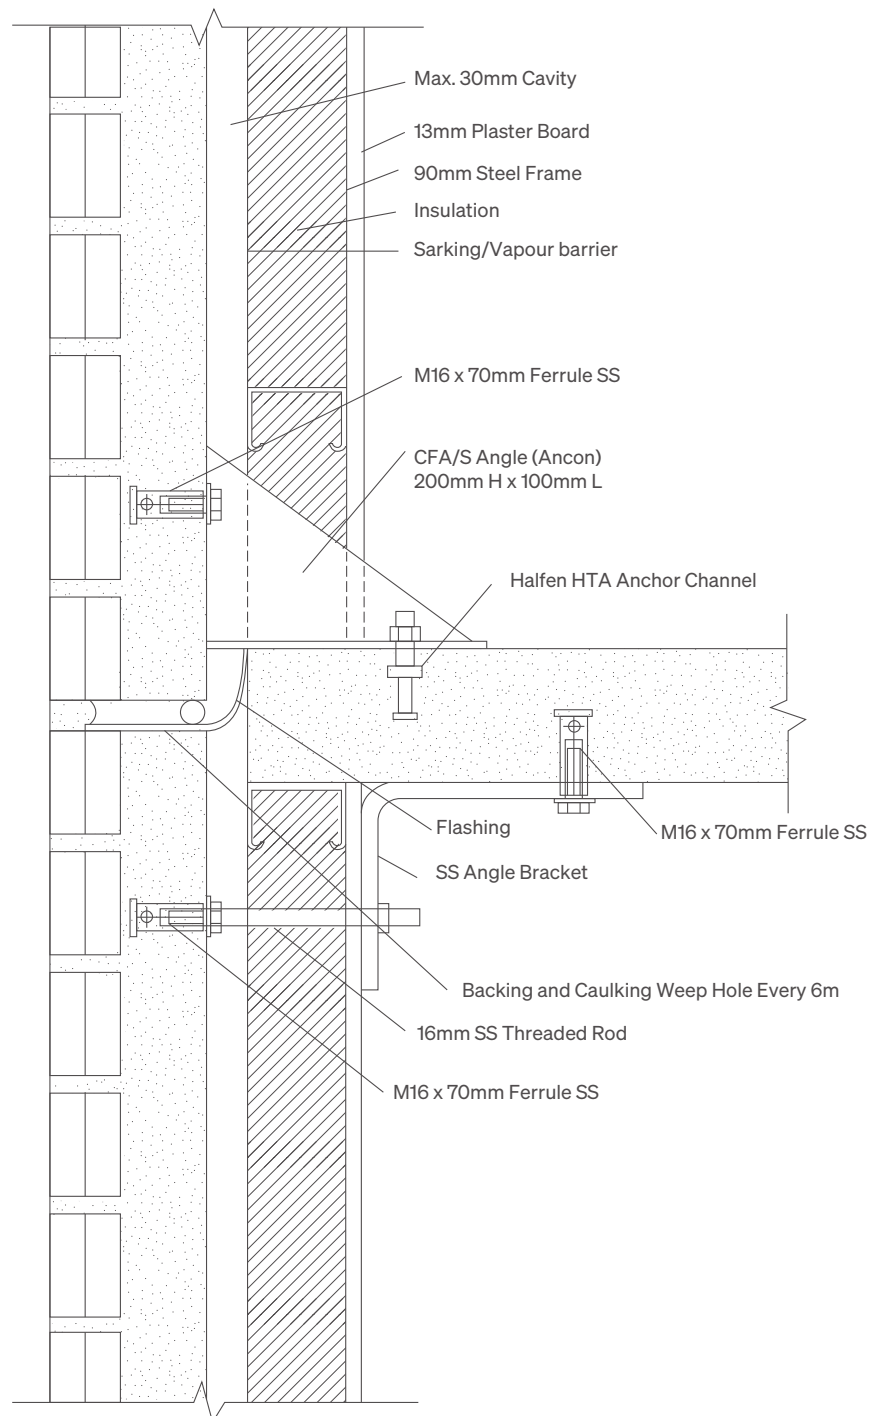 Max. 30mm Cavity
13mm Plaster Board
90mm Steel Frame
Insulation
Sarking/Vapour barrier
M16 x 70mm Ferrule SS
CFA/S Angle (Ancon)
200mm H x 100mm L
Halfen HTA Anchor Channel
Flashing
M16 x 70mm Ferrule SS
SS Angle Bracket
Backing and Caulking Weep Hole Every 6m
16mm SS Threaded Rod
M16 x 70mm Ferrule SS